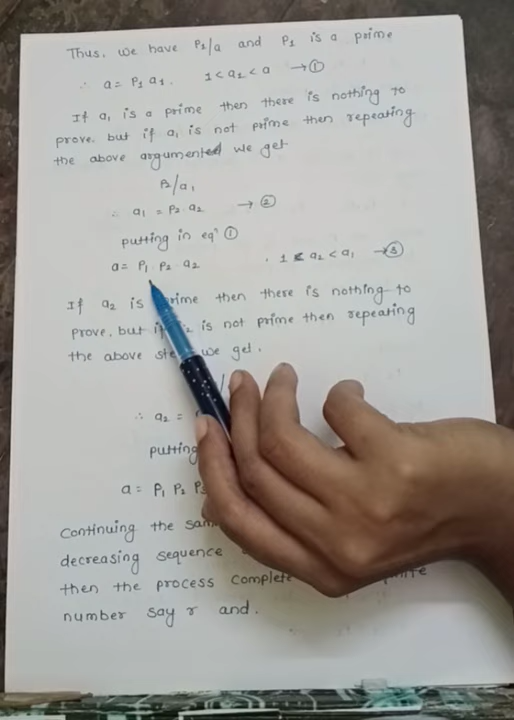 Thus, we have P1/a and P1 is a prime
∴ a = P1 a1. 1 < a1 < a → ①
If a1 is a prime then there is nothing to
prove. but if a1 is not prime then repeating
the above argumented we get
P2/a1
∴ a1 = P2 a2 → ②
putting in eqⁿ ①
a = P1 P2 a2 , 1 < a2 < a1 → ③
If a2 is prime then there is nothing to
prove. but is not prime then repeating
the above we get.
∴ a2 =
putting
a = P1 P2
Continuing the
decreasing sequence
then the process
number say r and.